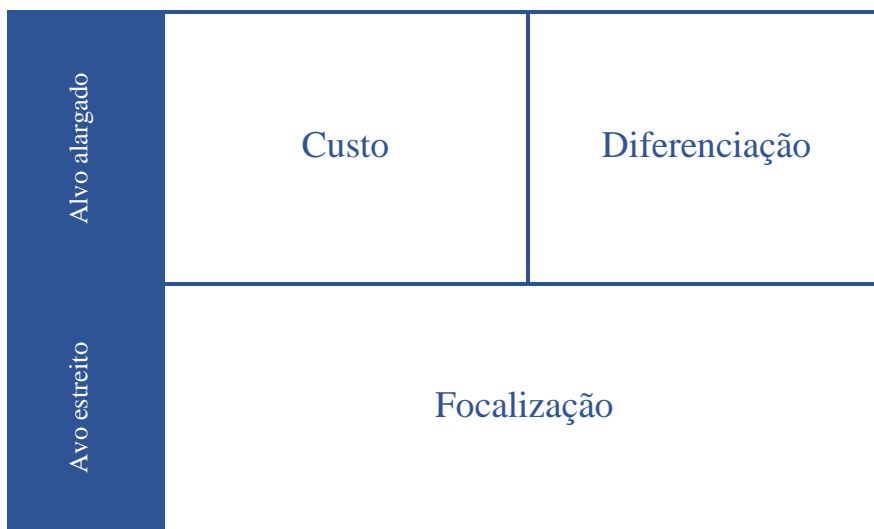 Alvo alargado
Custo
Diferenciação
Avo estreito
Focalização